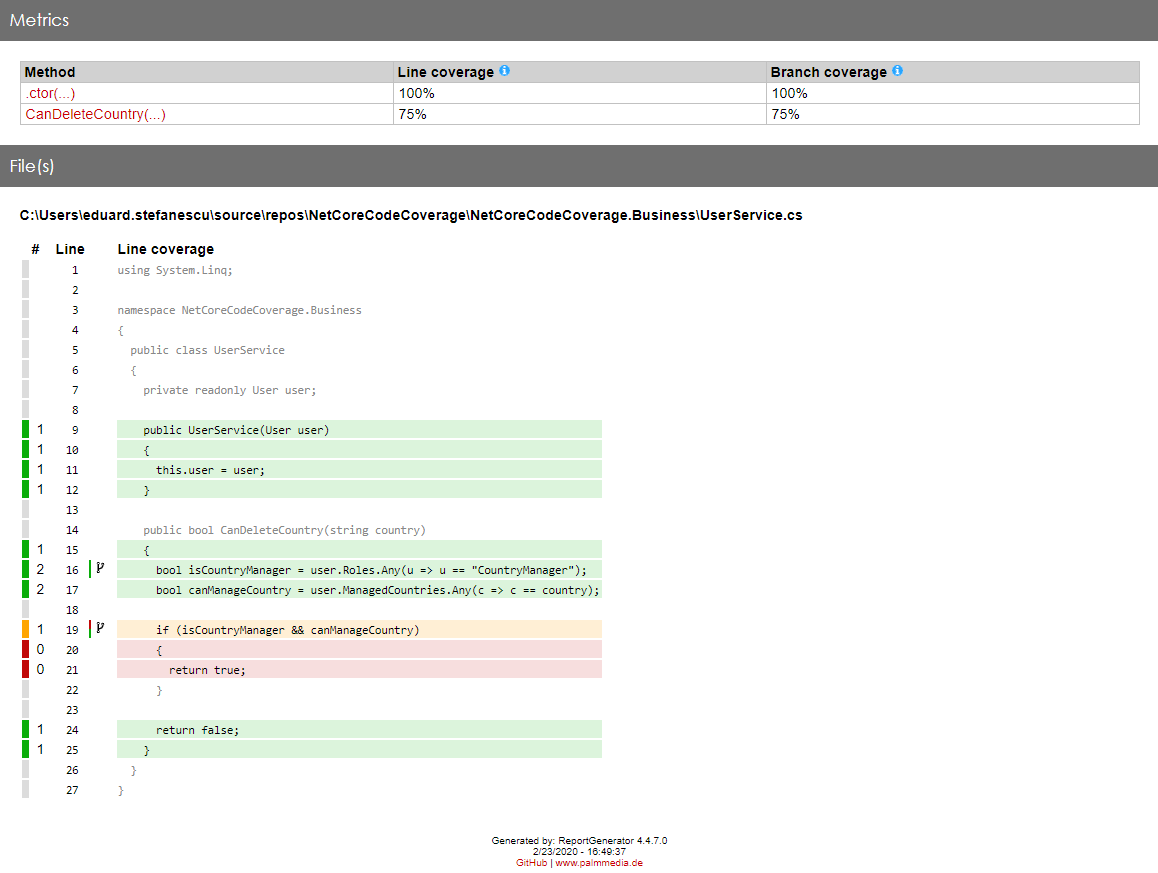 Metrics
Method Line coverage Branch coverage
.ctor(...) 100% 100%
CanDeleteCountry(...) 75% 75%
File(s)
C:\Users\eduard.stefanescu\source\repos\NetCoreCodeCoverage\NetCoreCodeCoverage.Business\UserService.cs
# Line Line coverage
1 using System.Linq;
2
3 namespace NetCoreCodeCoverage.Business
4 {
5 public class UserService
6 {
7 private readonly User user;
8
1 9 public UserService(User user)
1 10 {
1 11 this.user = user;
1 12 }
13
14 public bool CanDeleteCountry(string country)
1 15 {
2 16 bool isCountryManager = user.Roles.Any(u => u == "CountryManager");
2 17 bool canManageCountry = user.ManagedCountries.Any(c => c == country);
18
1 19 if (isCountryManager && canManageCountry)
0 20 {
0 21 return true;
22 }
23
1 24 return false;
1 25 }
26 }
27 }
Generated by: ReportGenerator 4.4.7.0
2/23/2020 - 16:49:37
GitHub | www.palmmedia.de